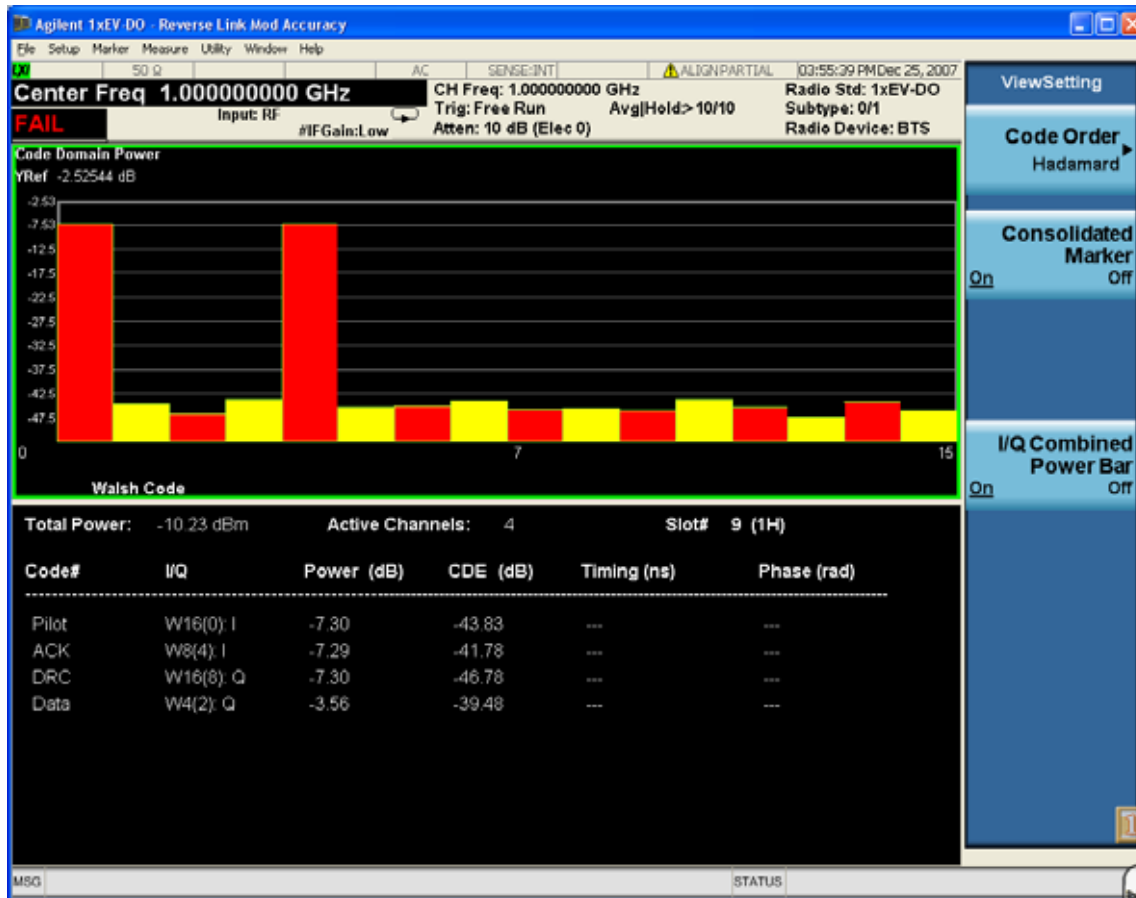 Agilent 1xEV-DO - Reverse Link Mod Accuracy
File Setup Marker Measure Utility Window Help
LXI 50 Ω AC SENSE:INT ALIGN PARTIAL 03:55:39 PM Dec 25, 2007
Center Freq 1.000000000 GHz
Input: RF
#IFGain:Low
CH Freq: 1.000000000 GHz
Trig: Free Run Avg|Hold:> 10/10
Atten: 10 dB (Elec 0)
Radio Std: 1xEV-DO
Subtype: 0/1
Radio Device: BTS
FAIL
Code Domain Power
YRef -2.52544 dB
-2.53
-7.53
-12.5
-17.5
-22.5
-27.5
-32.5
-37.5
-42.5
-47.5
0 7 15
Walsh Code
Total Power: -10.23 dBm Active Channels: 4 Slot# 9 (1H)
Code# I/Q Power (dB) CDE (dB) Timing (ns) Phase (rad)
Pilot W16(0): I -7.30 -43.83 --- ---
ACK W8(4): I -7.29 -41.78 --- ---
DRC W16(8): Q -7.30 -46.78 --- ---
Data W4(2): Q -3.56 -39.48 --- ---
MSG STATUS
ViewSetting
Code Order
Hadamard
Consolidated
Marker
On Off
I/Q Combined
Power Bar
On Off